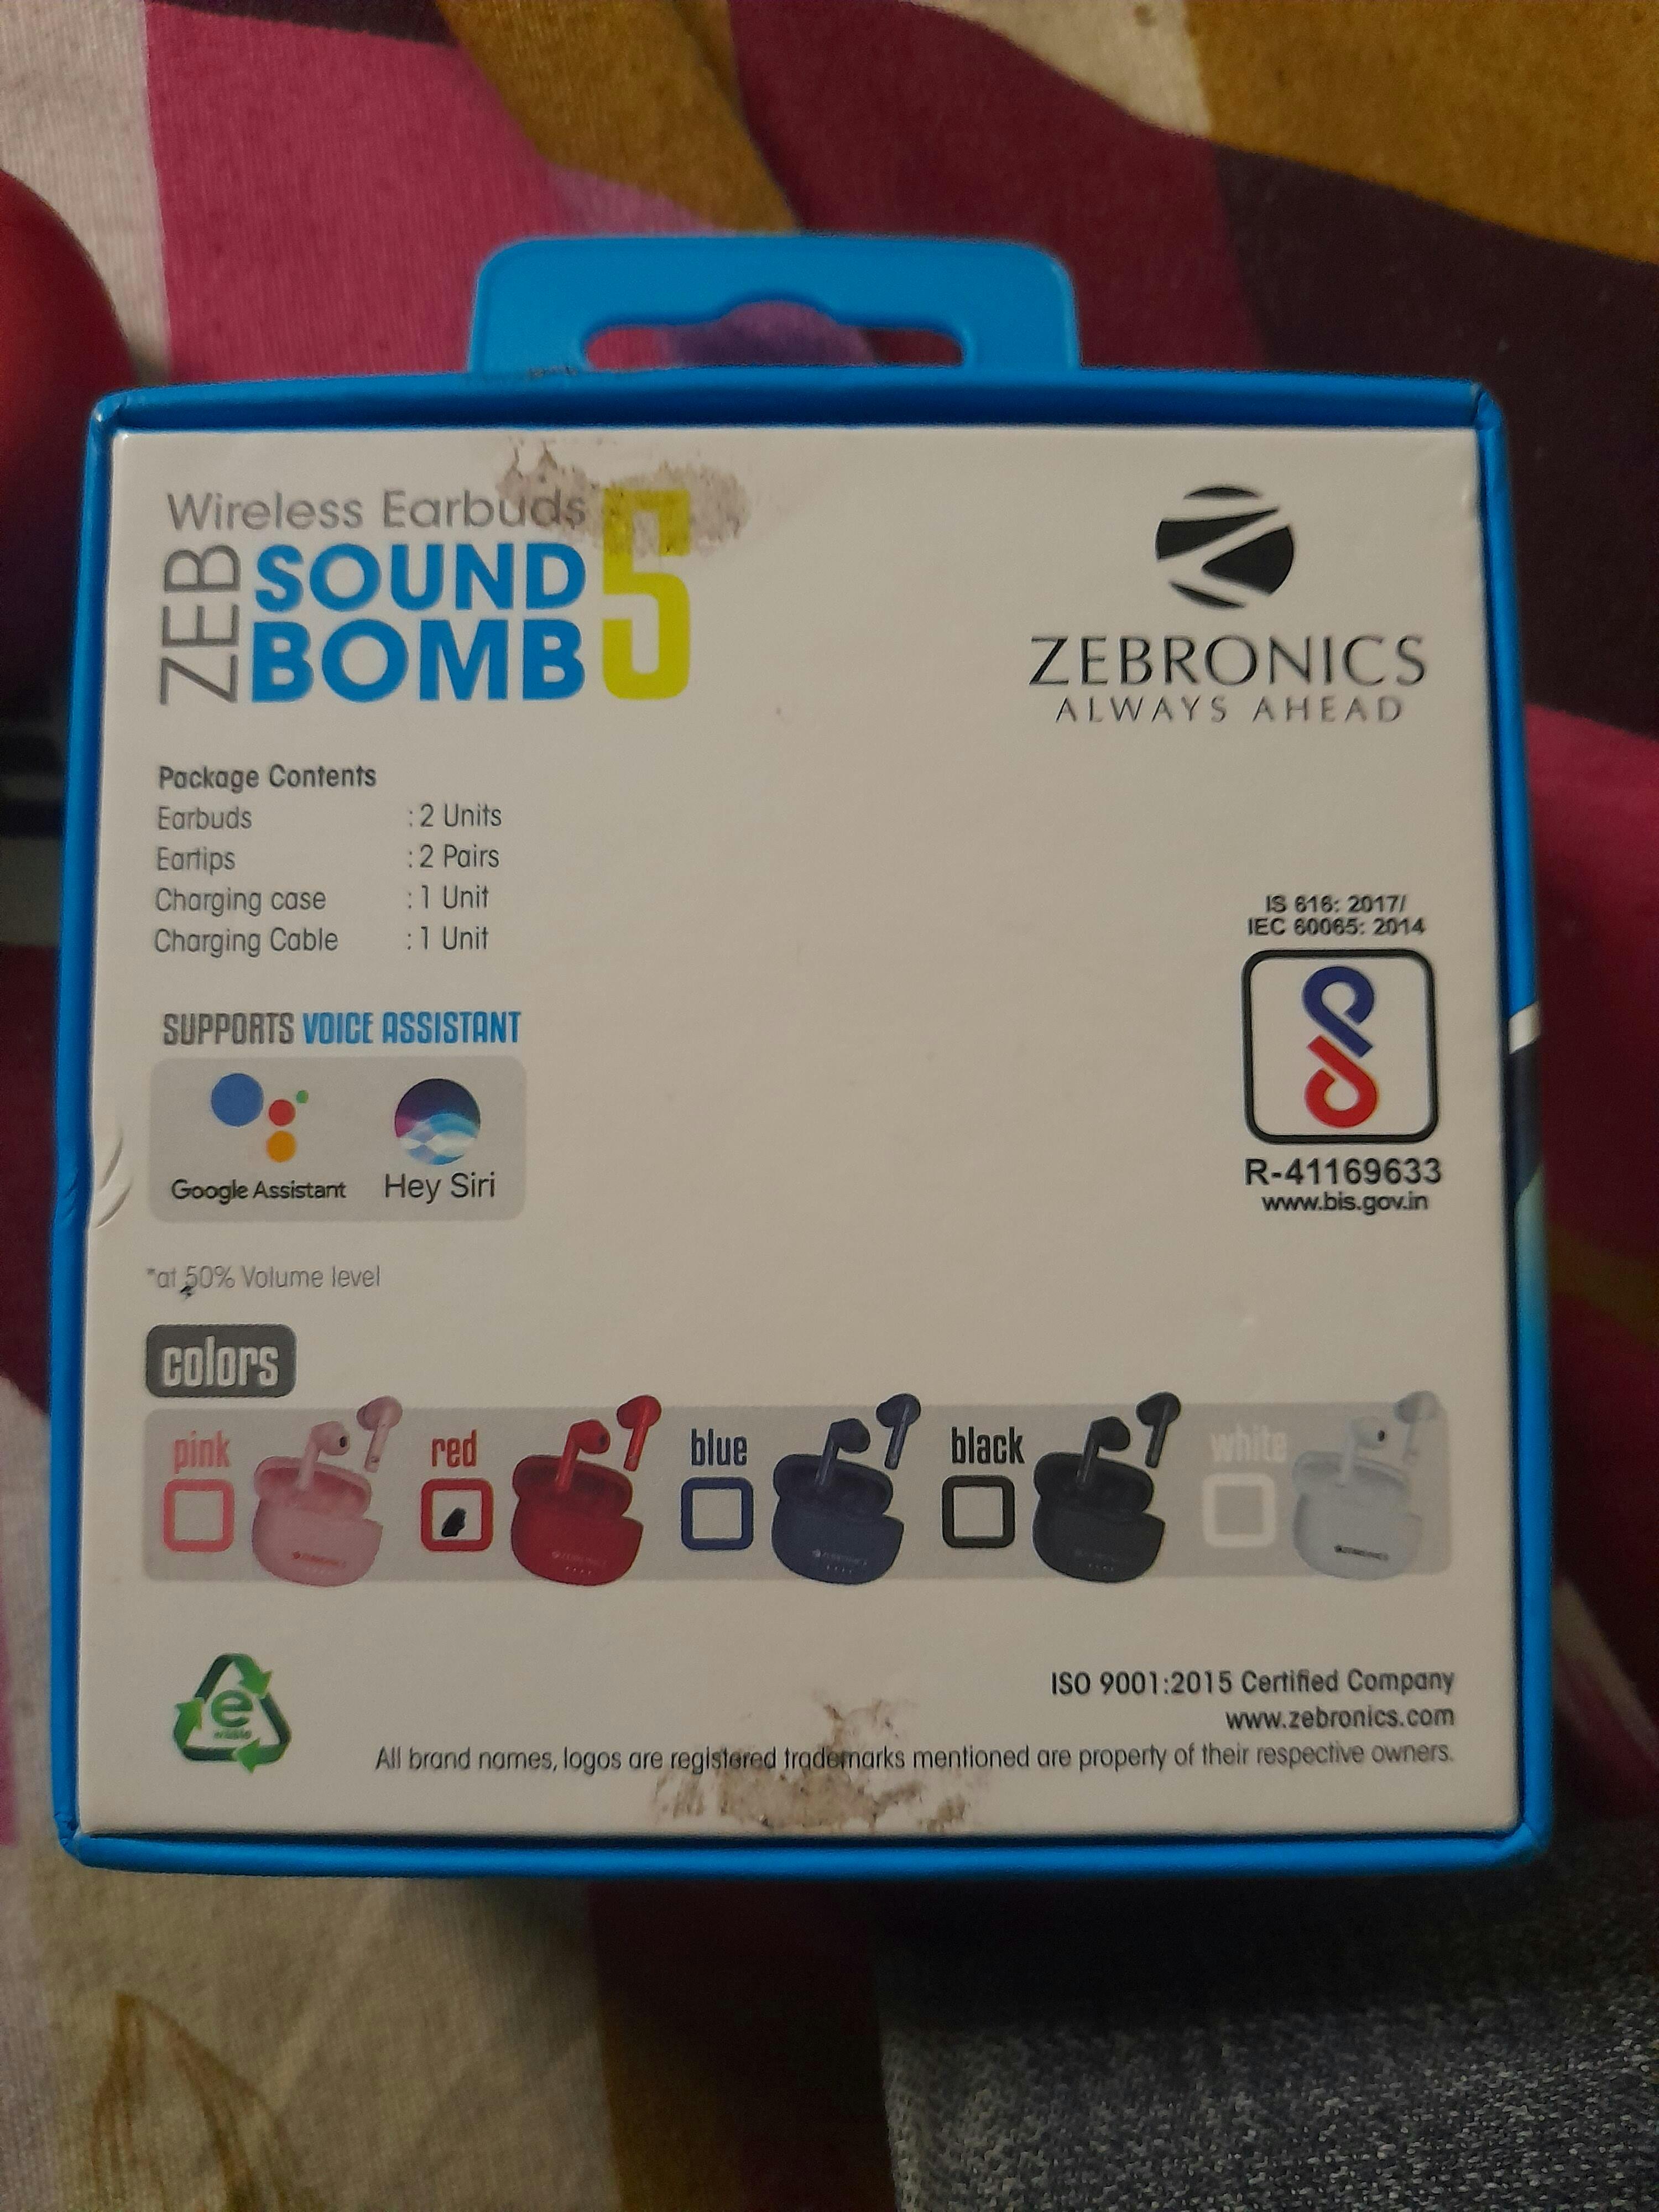 Wireless Earbuds
ZEB SOUND BOMB 5
ZEBRONICS
ALWAYS AHEAD
Package Contents
Earbuds : 2 Units
Eartips : 2 Pairs
Charging case : 1 Unit
Charging Cable : 1 Unit
IS 616: 2017/
IEC 60065: 2014
R-41169633
www.bis.gov.in
SUPPORTS VOICE ASSISTANT
Google Assistant Hey Siri
*at 50% Volume level
colors
pink red blue black white
ZEBRONICS
e
waste
ISO 9001:2015 Certified Company
www.zebronics.com
All brand names, logos are registered trademarks mentioned are property of their respective owners.